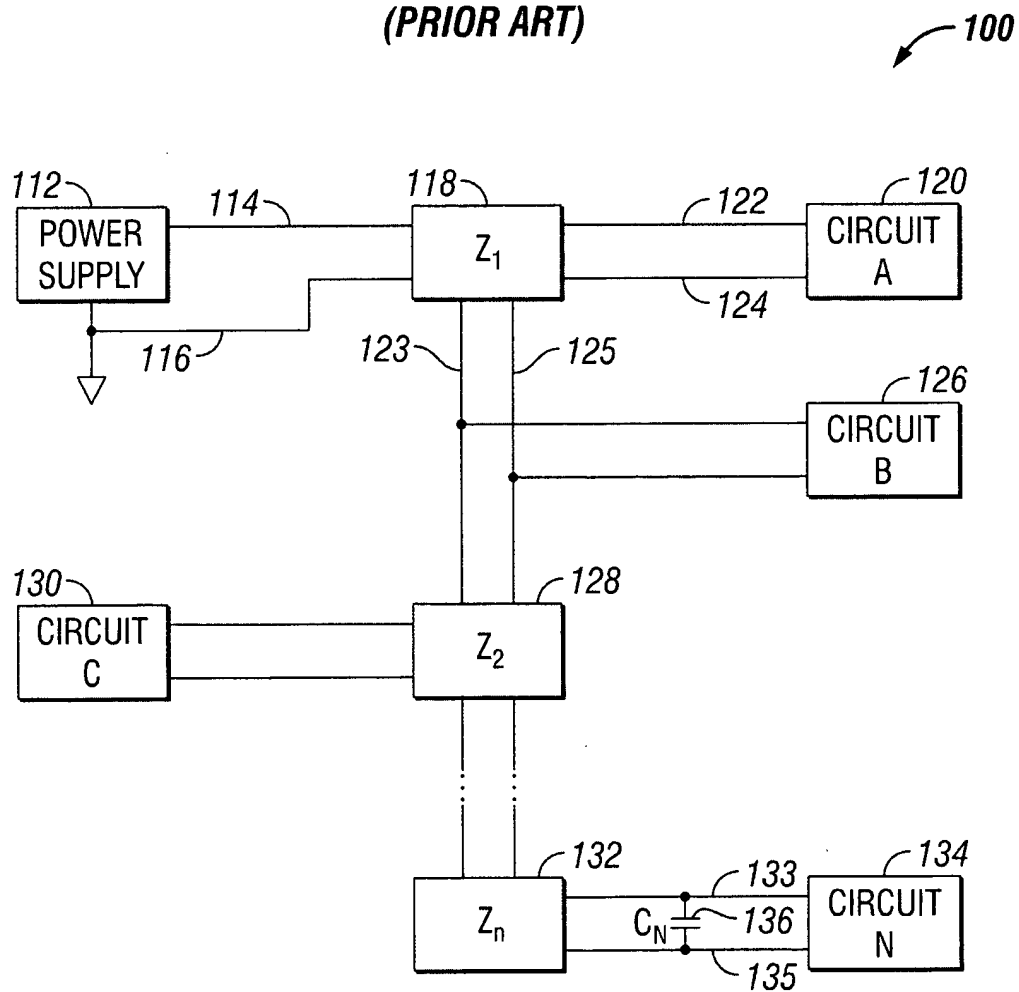 (PRIOR ART)
100
112
POWER
SUPPLY
114
116
118
Z1
122
124
120
CIRCUIT
A
123
125
126
CIRCUIT
B
130
CIRCUIT
C
128
Z2
132
Zn
133
CN
136
135
134
CIRCUIT
N